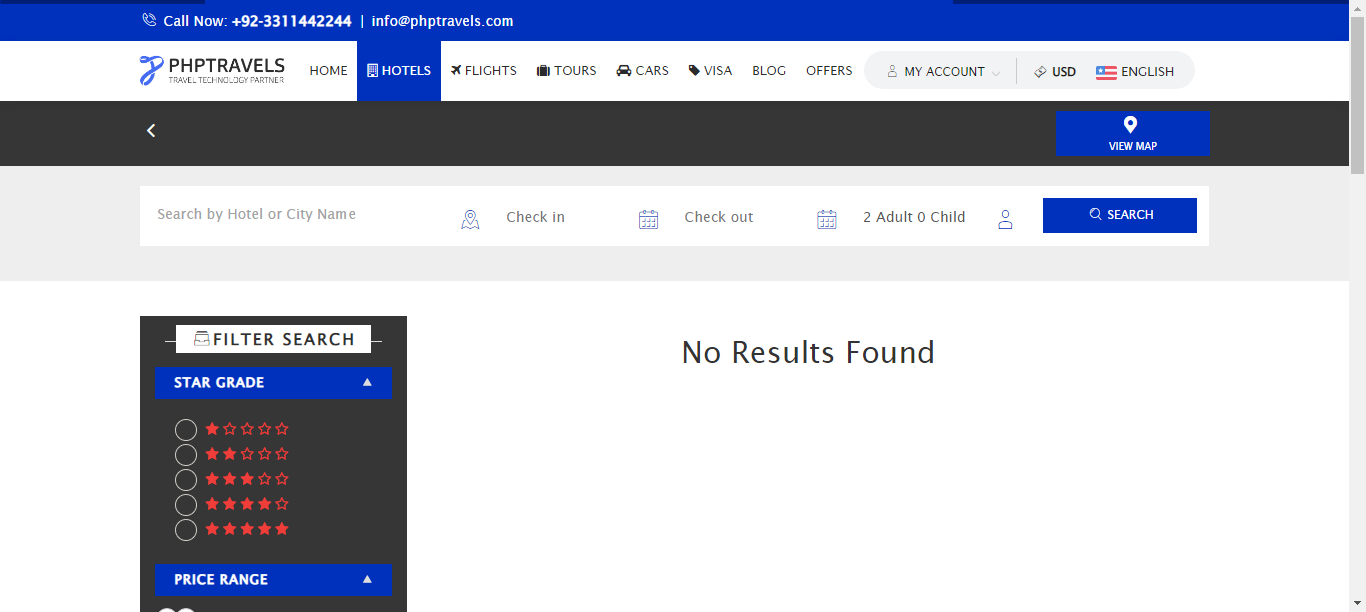 Call Now: +92-3311442244 | info@phptravels.com
PHPTRAVELS
TRAVEL TECHNOLOGY PARTNER
HOME HOTELS FLIGHTS TOURS CARS VISA BLOG OFFERS MY ACCOUNT USD ENGLISH
VIEW MAP
Search by Hotel or City Name Check in Check out 2 Adult 0 Child SEARCH
FILTER SEARCH
No Results Found
STAR GRADE
PRICE RANGE